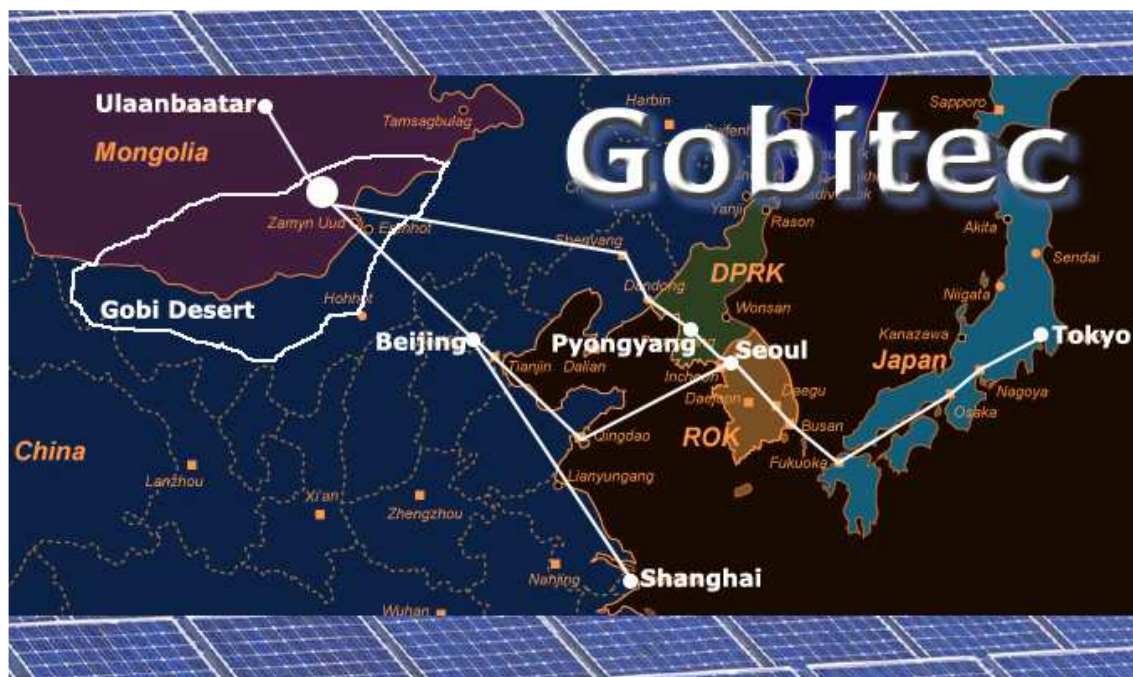 Gobitec
Ulaanbaatar
Mongolia
Tamsagbulag
Harbin
Sapporo
Yanji
Rason
Akita
Zamyn Uud
Shenyang
Sendai
DPRK
Dandong
Gobi Desert
Hohhot
Wonsan
Niigata
Beijing
Pyongyang
Seoul
Kanazawa
Tokyo
Tianjin
Dalian
Incheon
Japan
Nagoya
Daejeon
Daegu
Osaka
China
Qingdao
ROK
Busan
Fukuoka
Lanzhou
Lianyungang
Xi'an
Zhengzhou
Nahjing
Shanghai
Wuhan